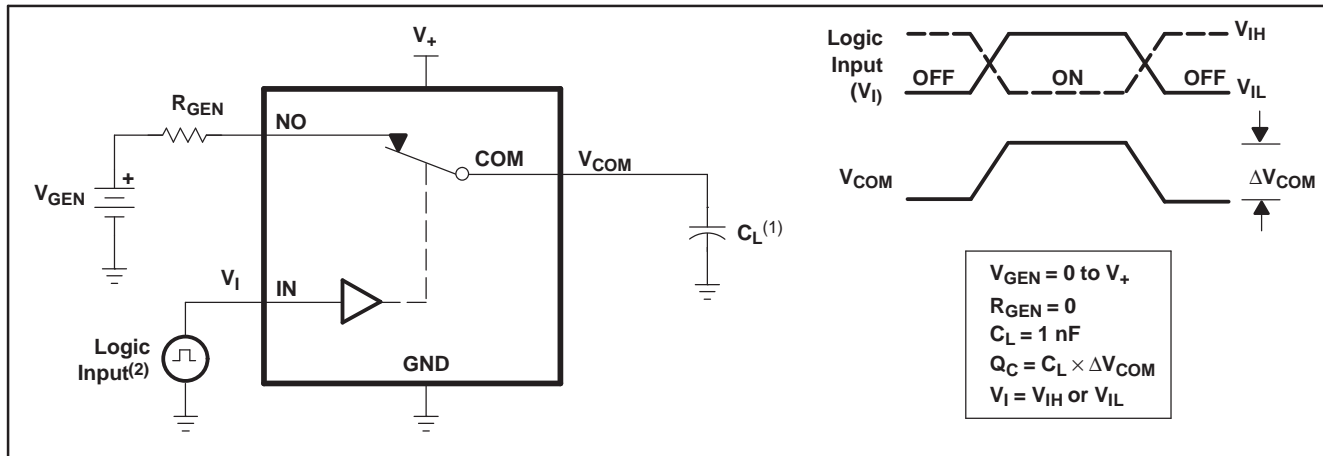 V+
RGEN
NO
COM
VCOM
VGEN
+
CL(1)
VI
IN
Logic
Input(2)
GND
Logic
Input
(VI)
OFF
ON
OFF
VIH
VIL
VCOM
ΔVCOM
VGEN = 0 to V+
RGEN = 0
CL = 1 nF
QC = CL × ΔVCOM
VI = VIH or VIL